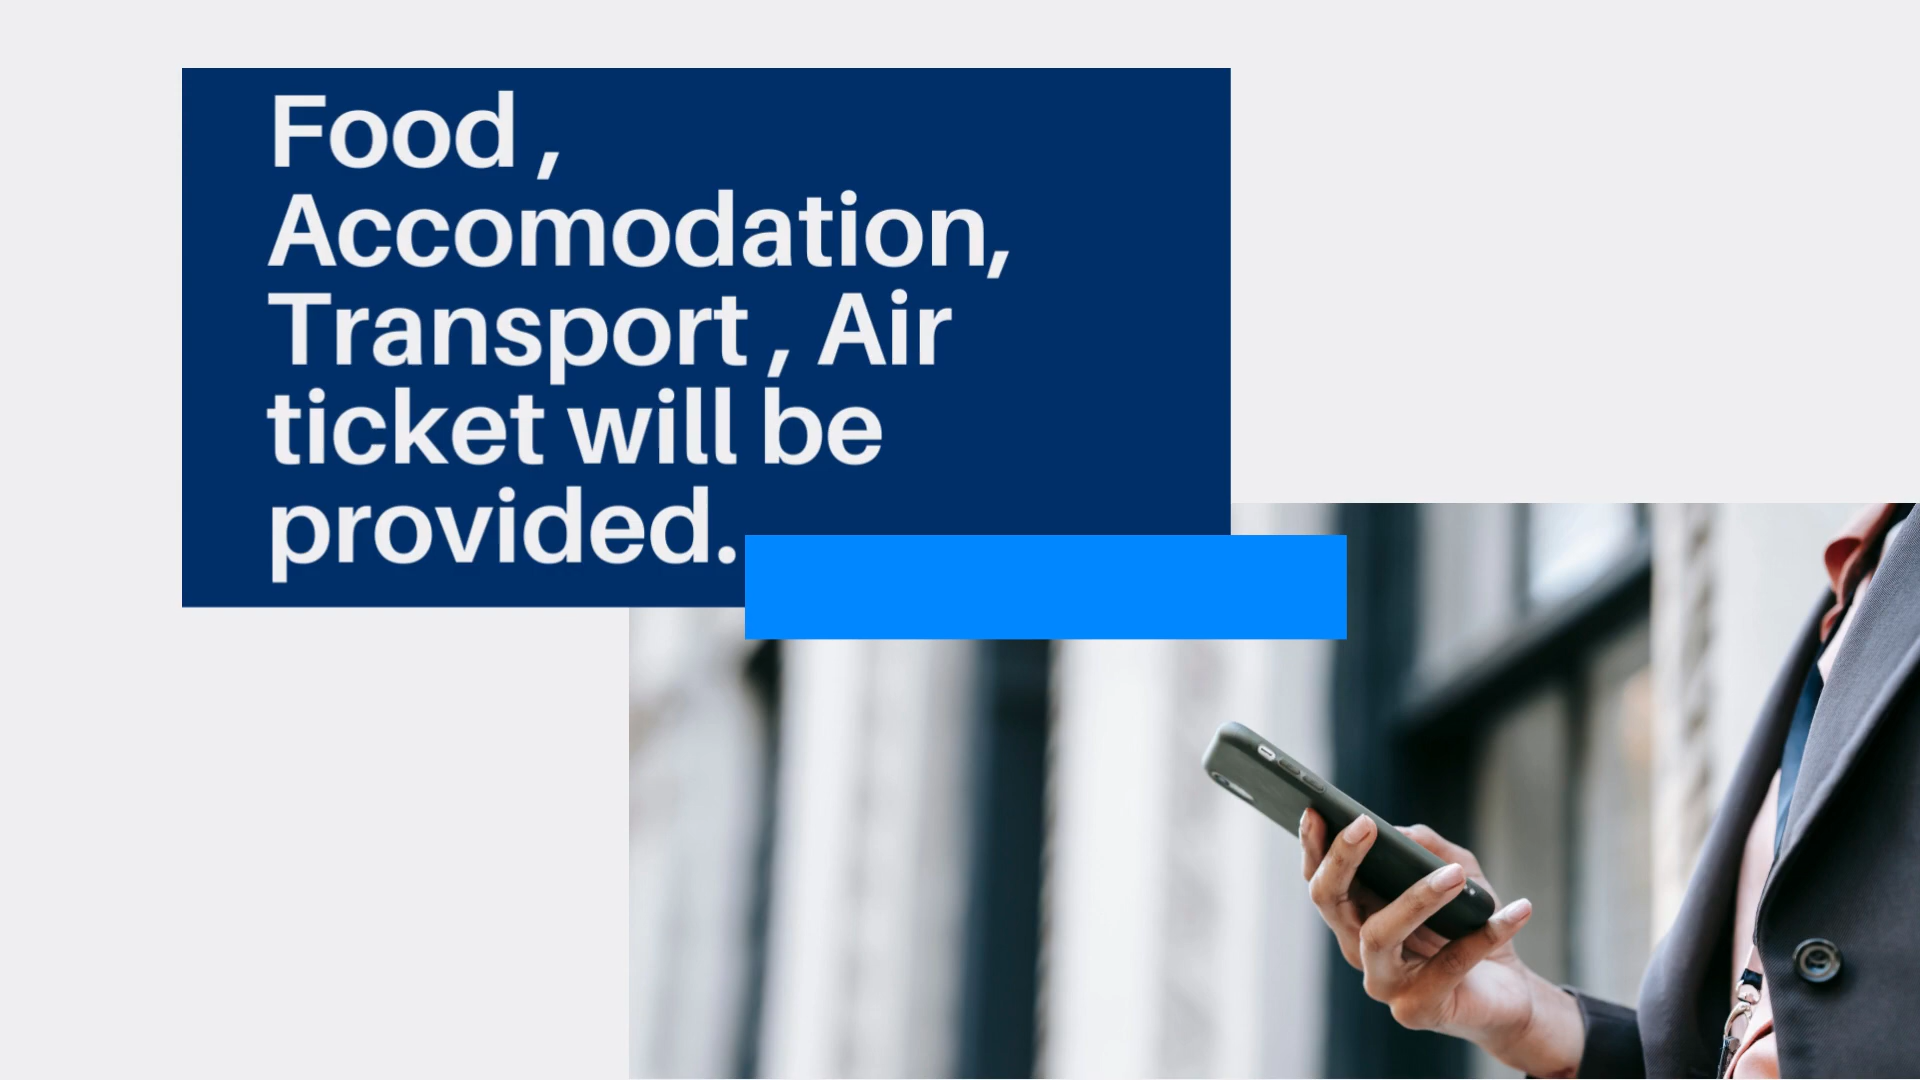 Food ,
Accomodation,
Transport , Air
ticket will be
provided.